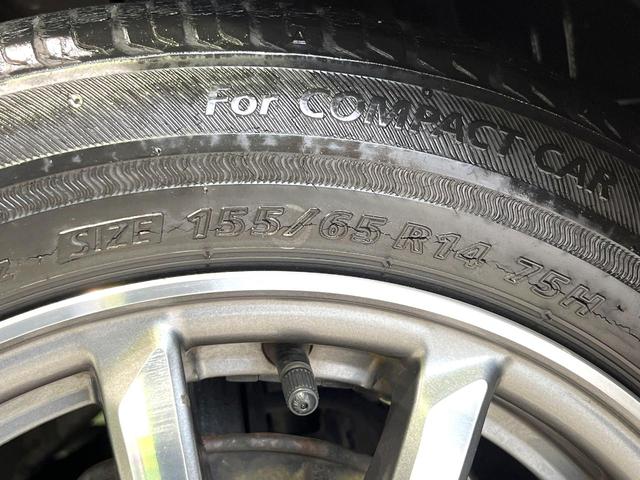 For COMPACT CAR
SIZE 155/65 R14 75H